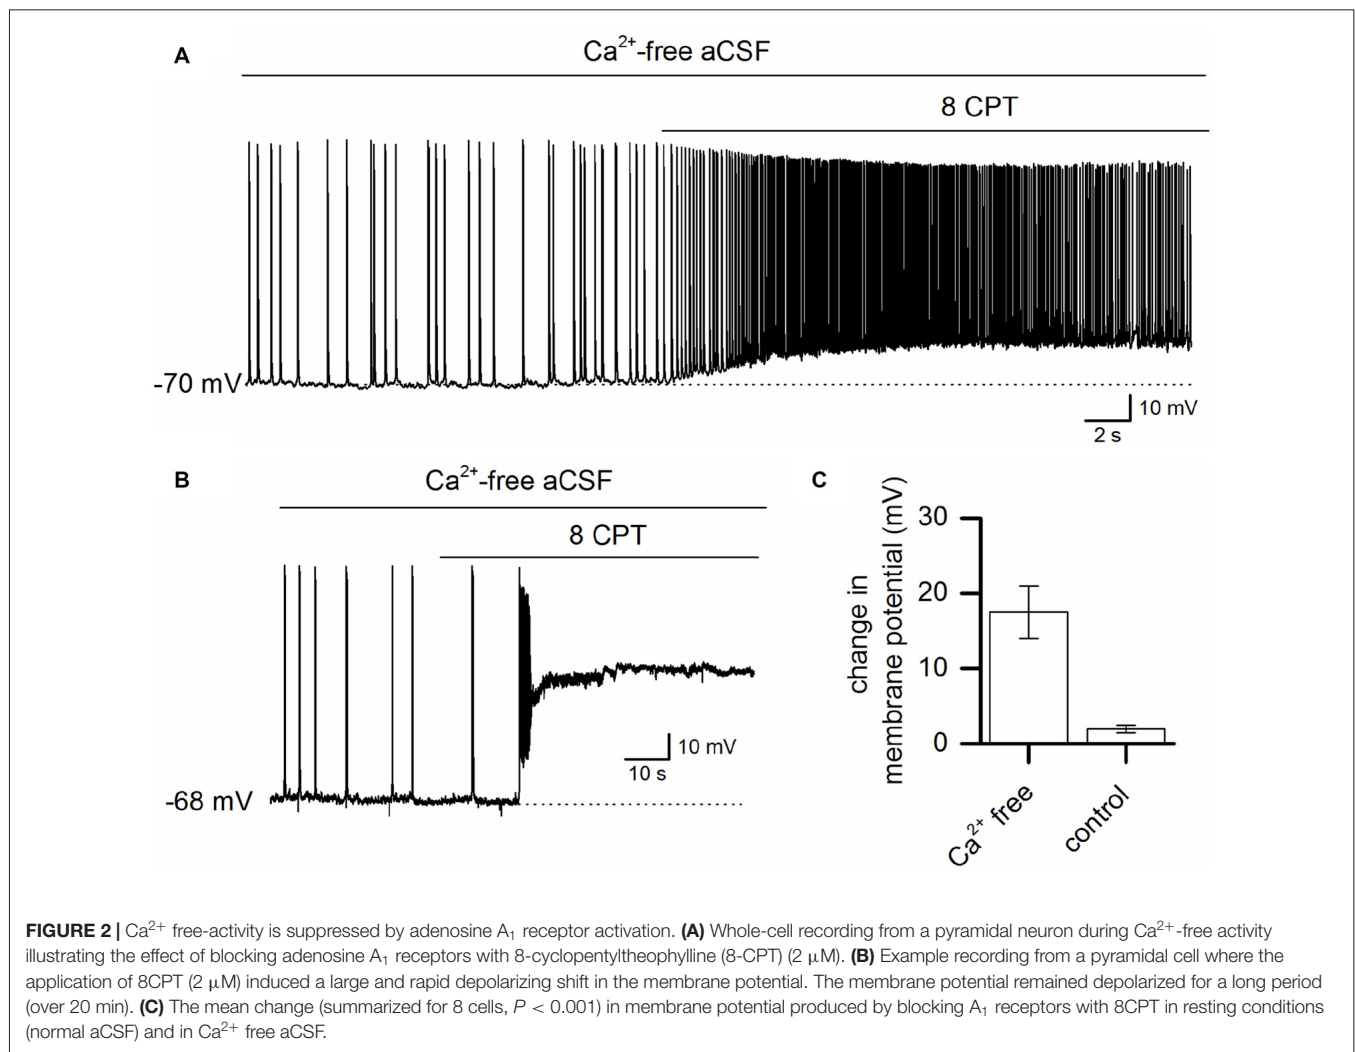 A
Ca²⁺-free aCSF
8 CPT
-70 mV
10 mV
2 s
B
Ca²⁺-free aCSF
8 CPT
-68 mV
10 mV
10 s
C
change in
membrane potential (mV)
30
20
10
0
Ca²⁺ free
control
FIGURE 2 | Ca²⁺ free-activity is suppressed by adenosine A₁ receptor activation. (A) Whole-cell recording from a pyramidal neuron during Ca²⁺-free activity
illustrating the effect of blocking adenosine A₁ receptors with 8-cyclopentyltheophylline (8-CPT) (2 μM). (B) Example recording from a pyramidal cell where the
application of 8CPT (2 μM) induced a large and rapid depolarizing shift in the membrane potential. The membrane potential remained depolarized for a long period
(over 20 min). (C) The mean change (summarized for 8 cells, P < 0.001) in membrane potential produced by blocking A₁ receptors with 8CPT in resting conditions
(normal aCSF) and in Ca²⁺ free aCSF.